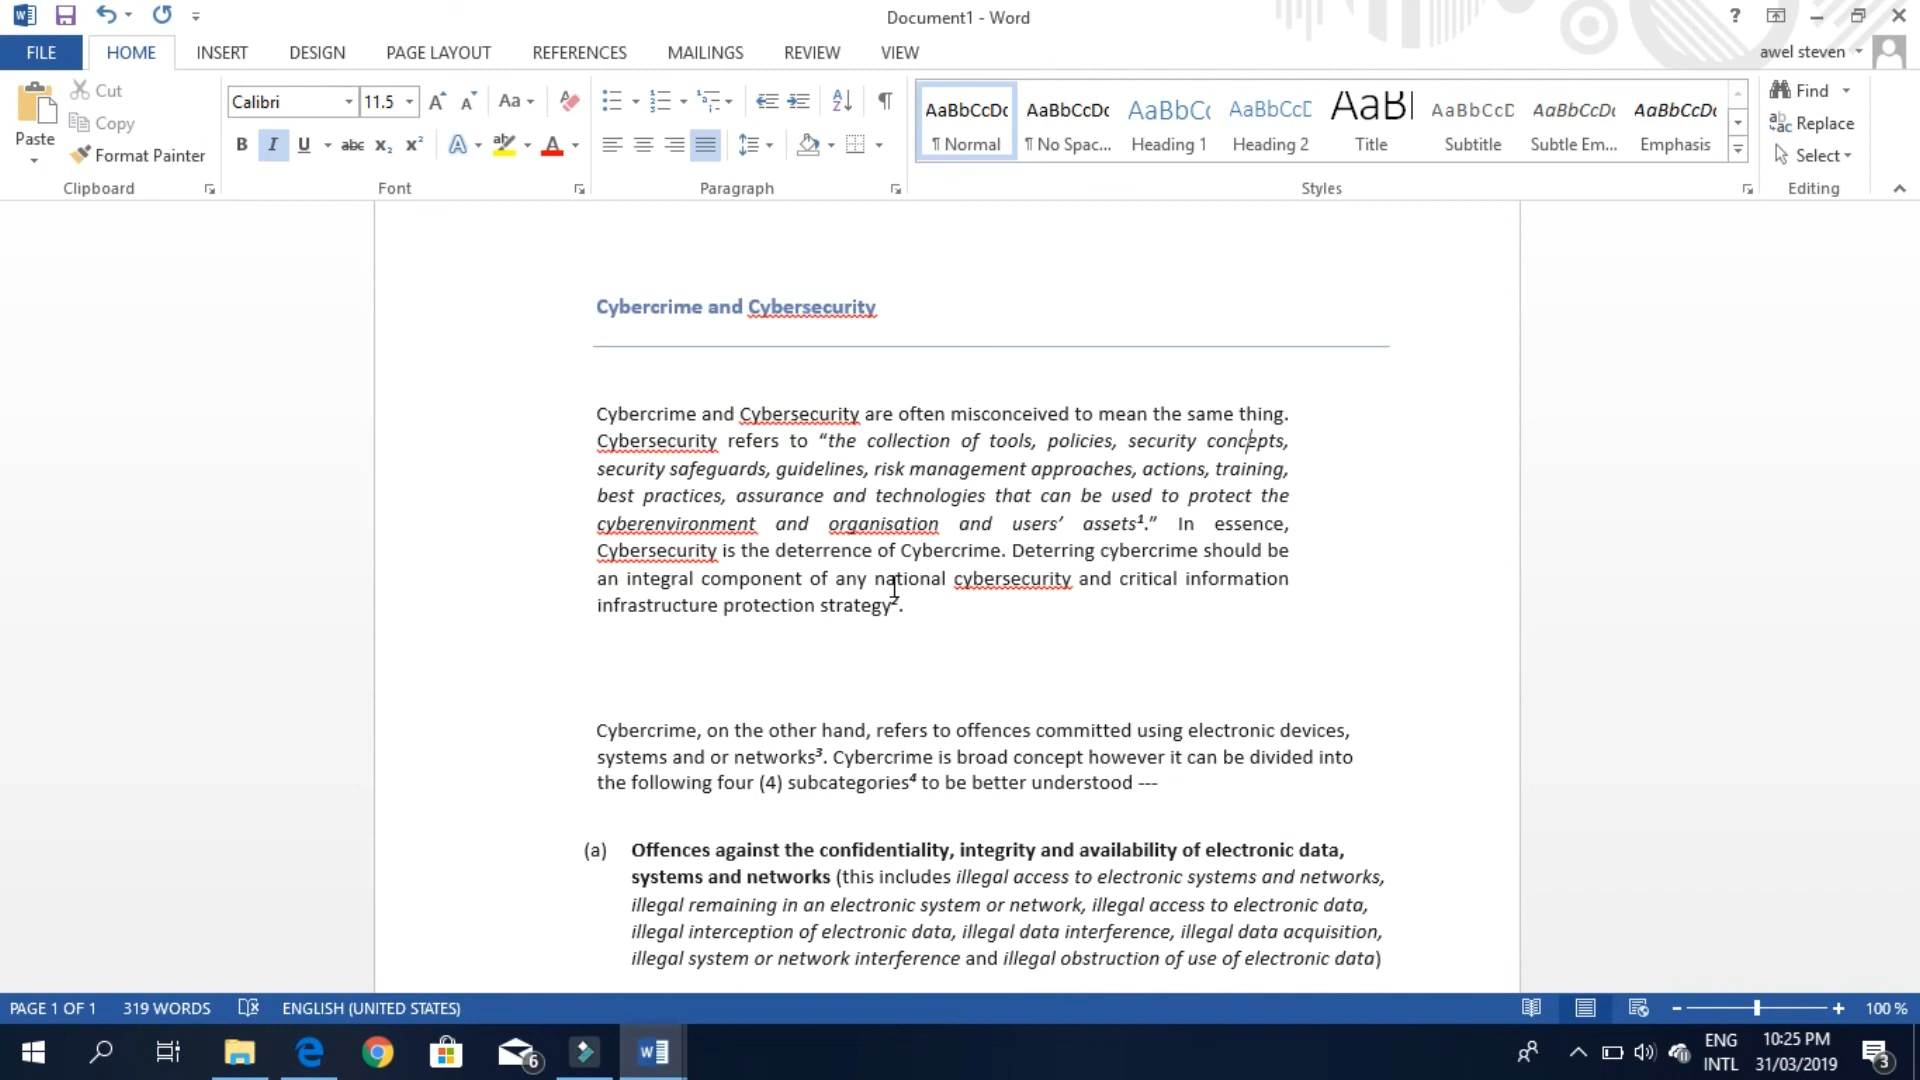 Document1 - Word
?
FILE
HOME
INSERT
DESIGN
PAGE LAYOUT
REFERENCES
MAILINGS
REVIEW
VIEW
awel steven
Paste
Cut
Copy
Format Painter
Clipboard
Calibri
11.5
Aa
B I U abc x₂ x² A ab A
Font
Paragraph
AaBbCcDc
¶ Normal
AaBbCcDc
¶ No Spac...
AaBbCc
Heading 1
AaBbCcD
Heading 2
AaB
Title
AaBbCcD
Subtitle
AaBbCcDc
Subtle Em...
AaBbCcDc
Emphasis
Styles
Find
Replace
Select
Editing
Cybercrime and Cybersecurity
Cybercrime and Cybersecurity are often misconceived to mean the same thing.
Cybersecurity refers to “the collection of tools, policies, security concepts,
security safeguards, guidelines, risk management approaches, actions, training,
best practices, assurance and technologies that can be used to protect the
cyberenvironment and organisation and users’ assets¹.” In essence,
Cybersecurity is the deterrence of Cybercrime. Deterring cybercrime should be
an integral component of any national cybersecurity and critical information
infrastructure protection strategy².
Cybercrime, on the other hand, refers to offences committed using electronic devices,
systems and or networks³. Cybercrime is broad concept however it can be divided into
the following four (4) subcategories⁴ to be better understood ---
(a) Offences against the confidentiality, integrity and availability of electronic data,
systems and networks (this includes illegal access to electronic systems and networks,
illegal remaining in an electronic system or network, illegal access to electronic data,
illegal interception of electronic data, illegal data interference, illegal data acquisition,
illegal system or network interference and illegal obstruction of use of electronic data)
PAGE 1 OF 1
319 WORDS
ENGLISH (UNITED STATES)
100 %
6
ENG
INTL
10:25 PM
31/03/2019
3